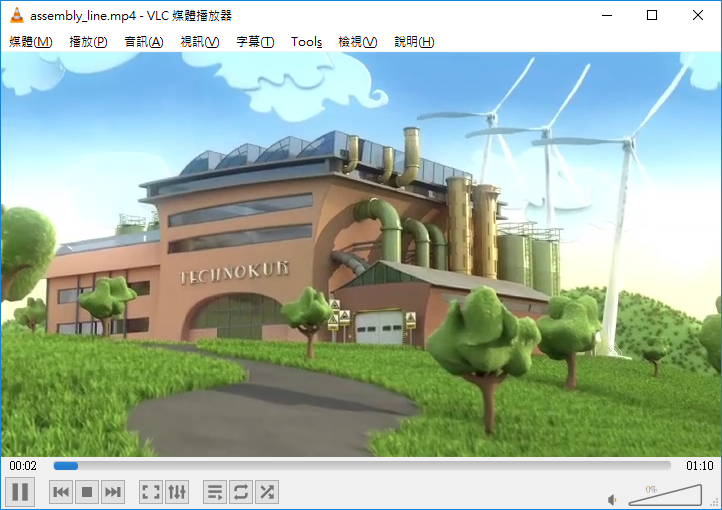 assembly_line.mp4 - VLC 媒體播放器
媒體(M) 播放(P) 音訊(A) 視訊(V) 字幕(T) Tools 檢視(V) 說明(H)
TECHNOKUB
00:02 01:10
0%